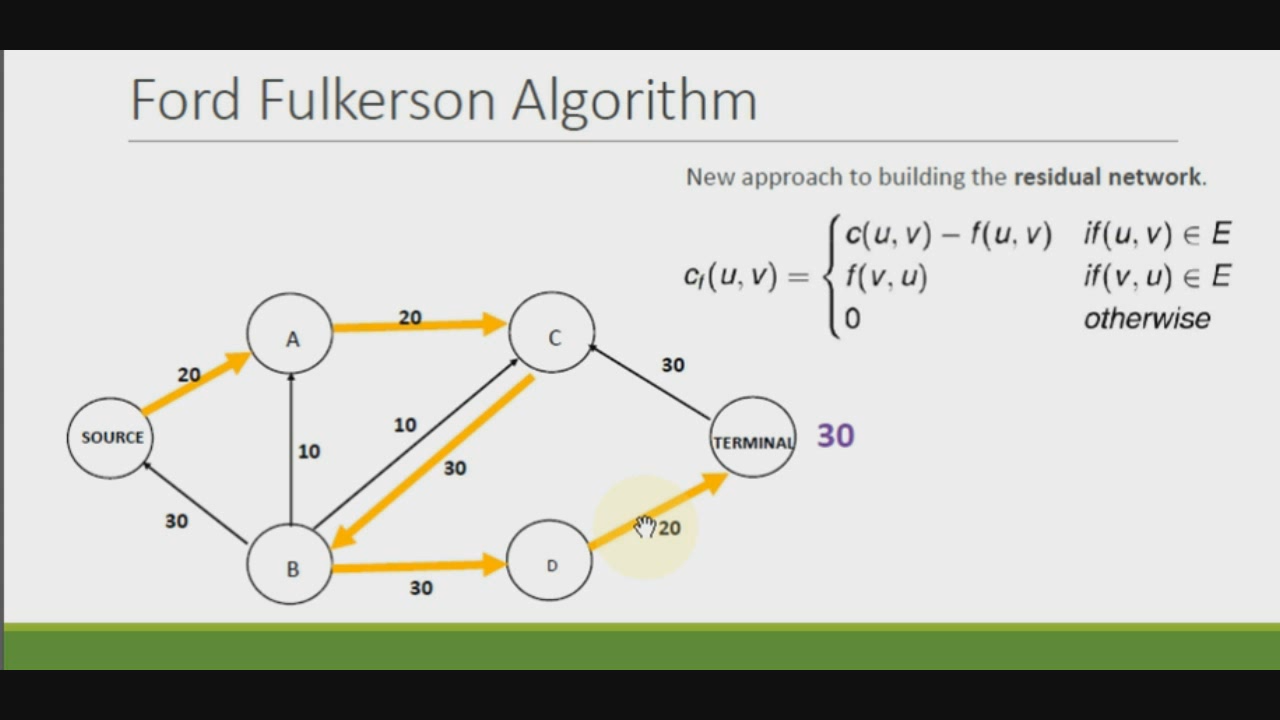 Ford Fulkerson Algorithm
New approach to building the residual network.
c(u, v) − f(u, v) if(u, v) ∈ E
c_f(u, v) = { f(v, u) if(v, u) ∈ E
0 otherwise
20
A
C
30
20
SOURCE
10
TERMINAL
30
10
30
30
20
B
D
30